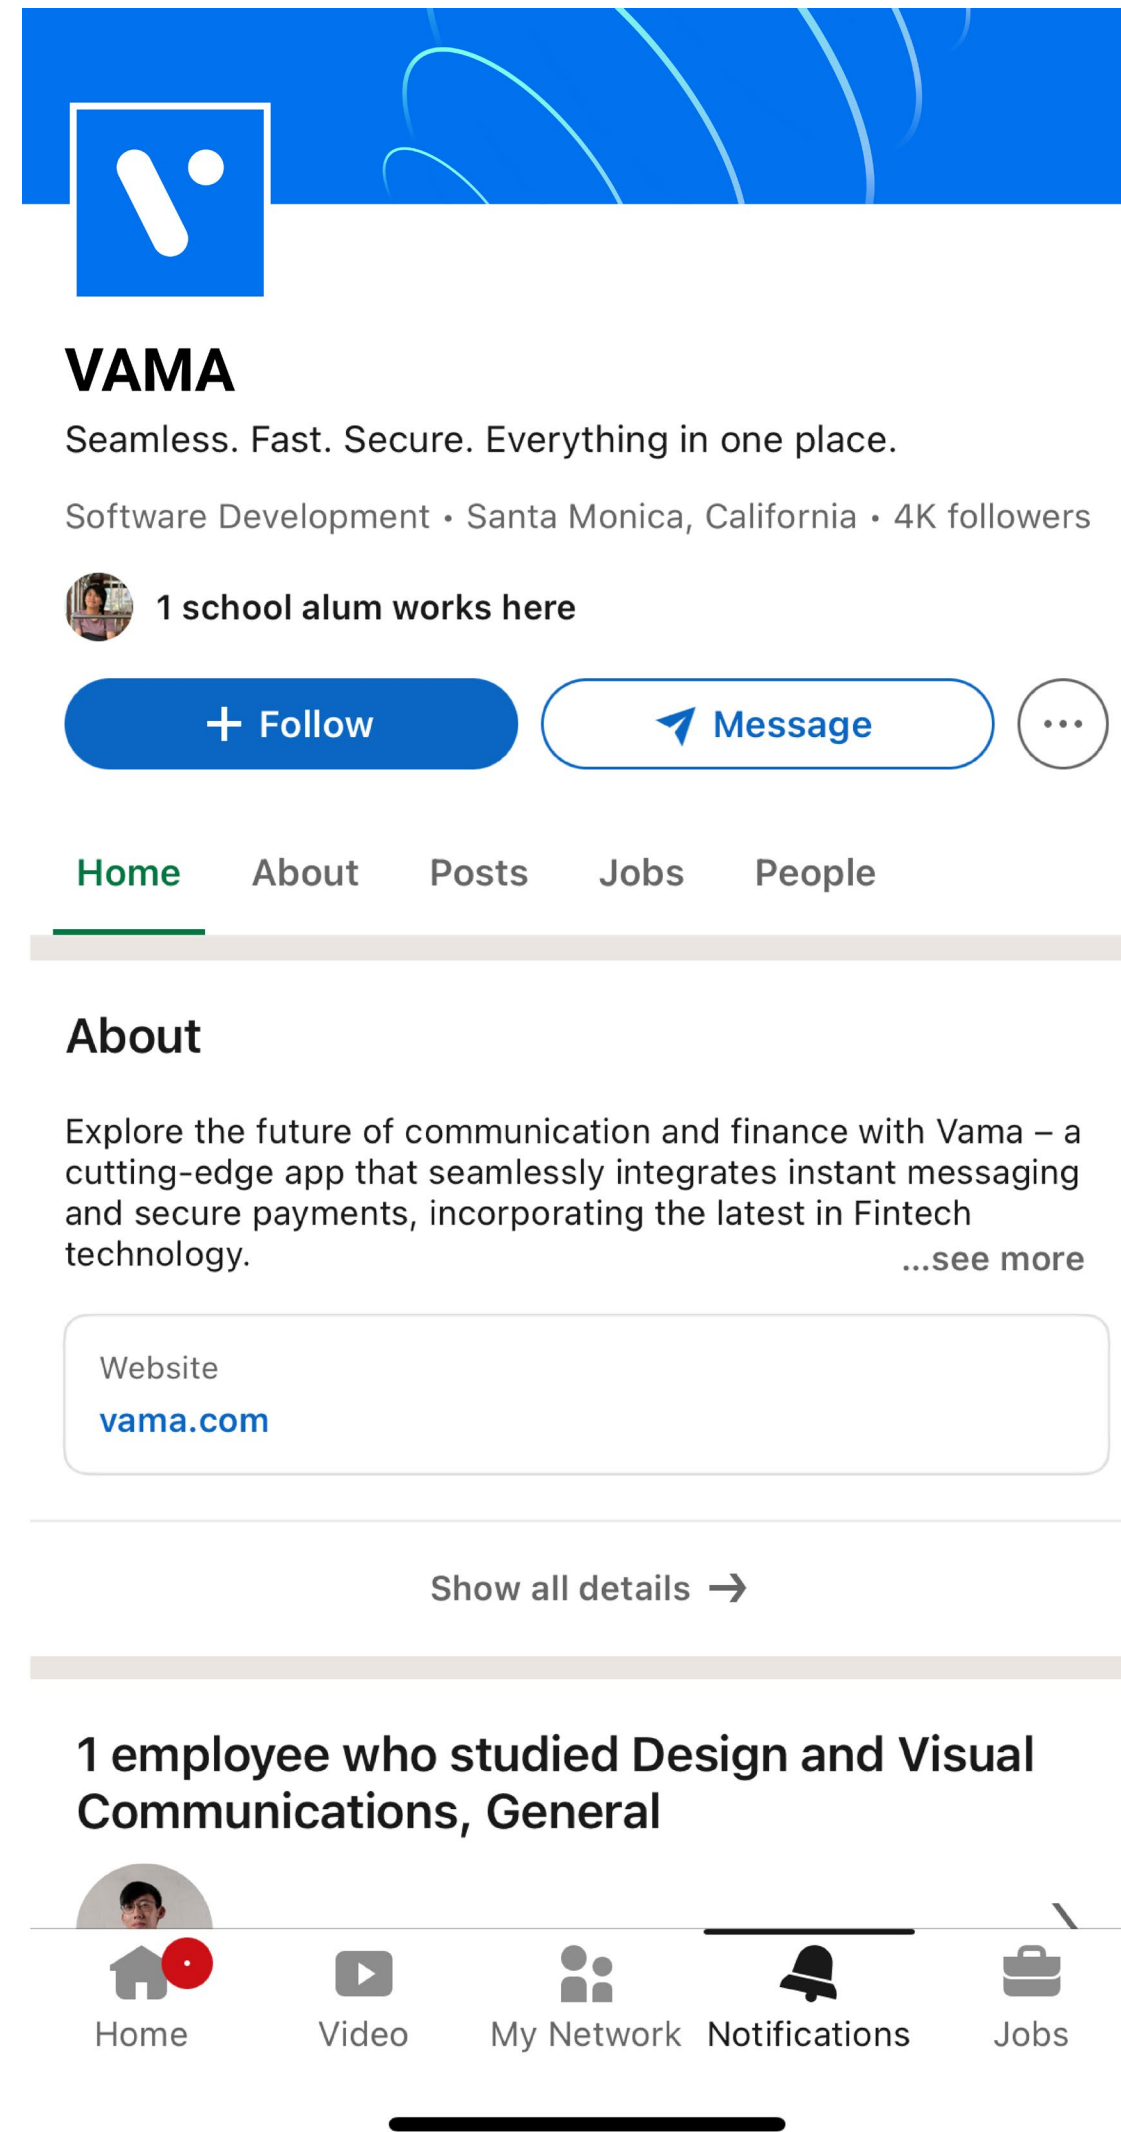 VAMA
Seamless. Fast. Secure. Everything in one place.
Software Development • Santa Monica, California • 4K followers
1 school alum works here
+ Follow
Message
Home About Posts Jobs People
About
Explore the future of communication and finance with Vama – a
cutting-edge app that seamlessly integrates instant messaging
and secure payments, incorporating the latest in Fintech
technology.
...see more
Website
vama.com
Show all details →
1 employee who studied Design and Visual
Communications, General
Home Video My Network Notifications Jobs